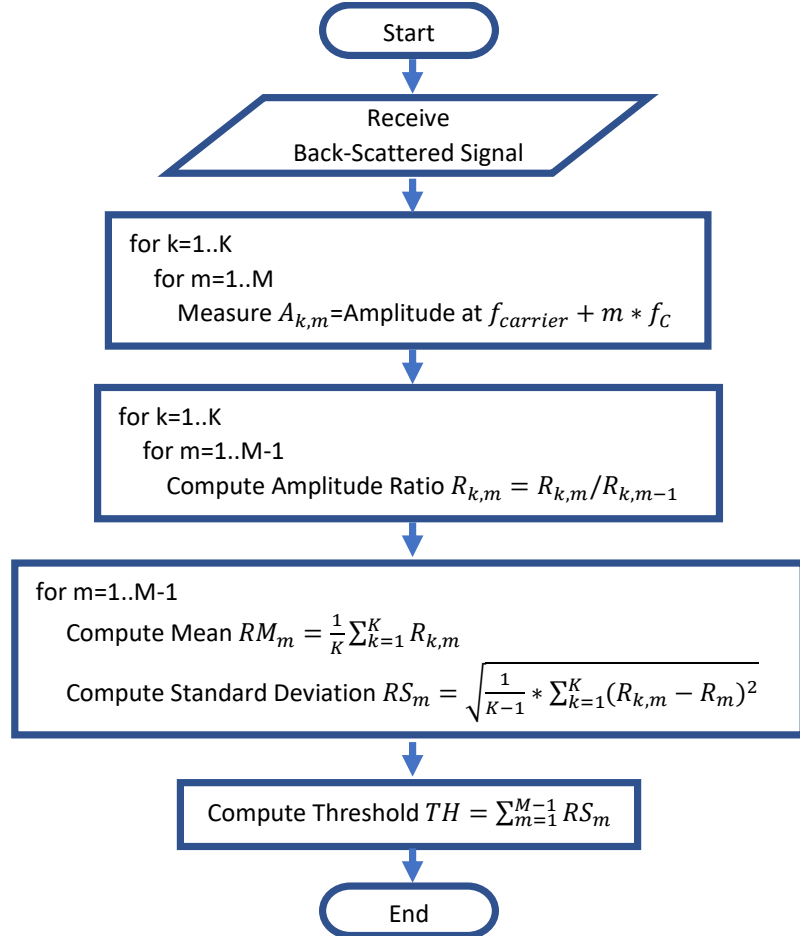 Start
Receive
Back-Scattered Signal
for k=1..K
for m=1..M
Measure $A_{k,m}$=Amplitude at $f_{carrier} + m * f_C$
for k=1..K
for m=1..M-1
Compute Amplitude Ratio $R_{k,m} = R_{k,m}/R_{k,m-1}$
for m=1..M-1
Compute Mean $RM_m = \frac{1}{K} \sum_{k=1}^{K} R_{k,m}$
Compute Standard Deviation $RS_m = \sqrt{\frac{1}{K-1} * \sum_{k=1}^{K} (R_{k,m} - R_m)^2}$
Compute Threshold $TH = \sum_{m=1}^{M-1} RS_m$
End